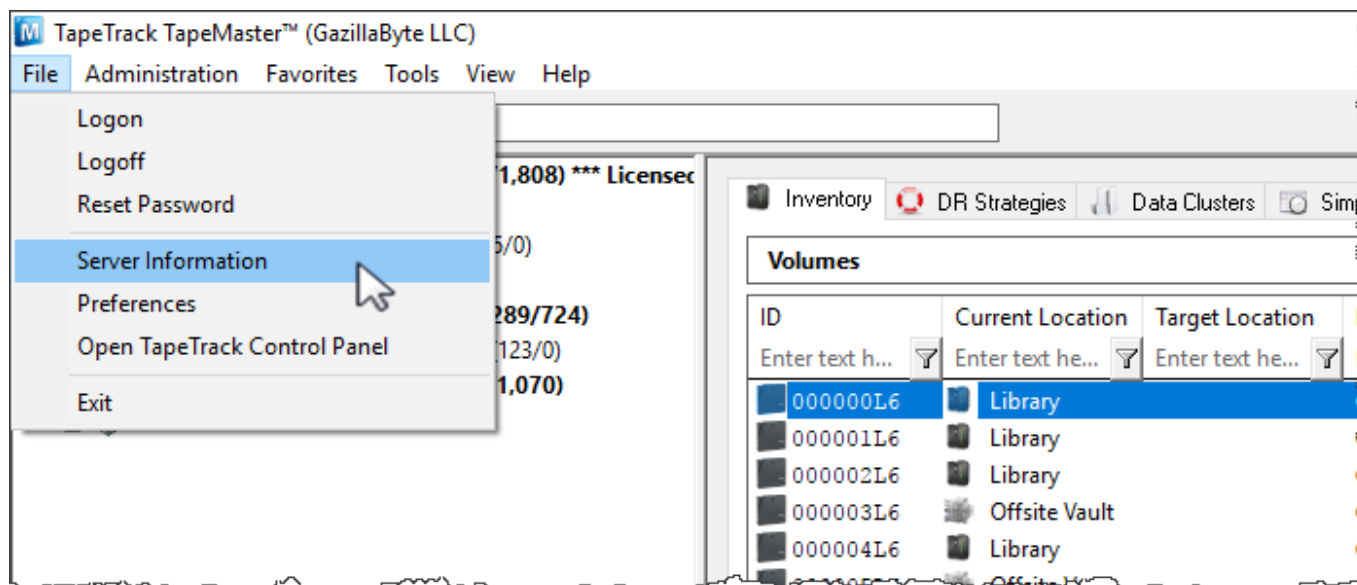 TapeTrack TapeMaster™ (GazillaByte LLC)
File Administration Favorites Tools View Help
Logon
Logoff
Reset Password
Server Information
Preferences
Open TapeTrack Control Panel
Exit
1,808) *** Licensed
/0)
289/724)
123/0)
1,070)
Inventory DR Strategies Data Clusters Simp
Volumes
ID Current Location Target Location
Enter text h... Enter text he... Enter text he...
000000L6 Library
000001L6 Library
000002L6 Library
000003L6 Offsite Vault
000004L6 Library